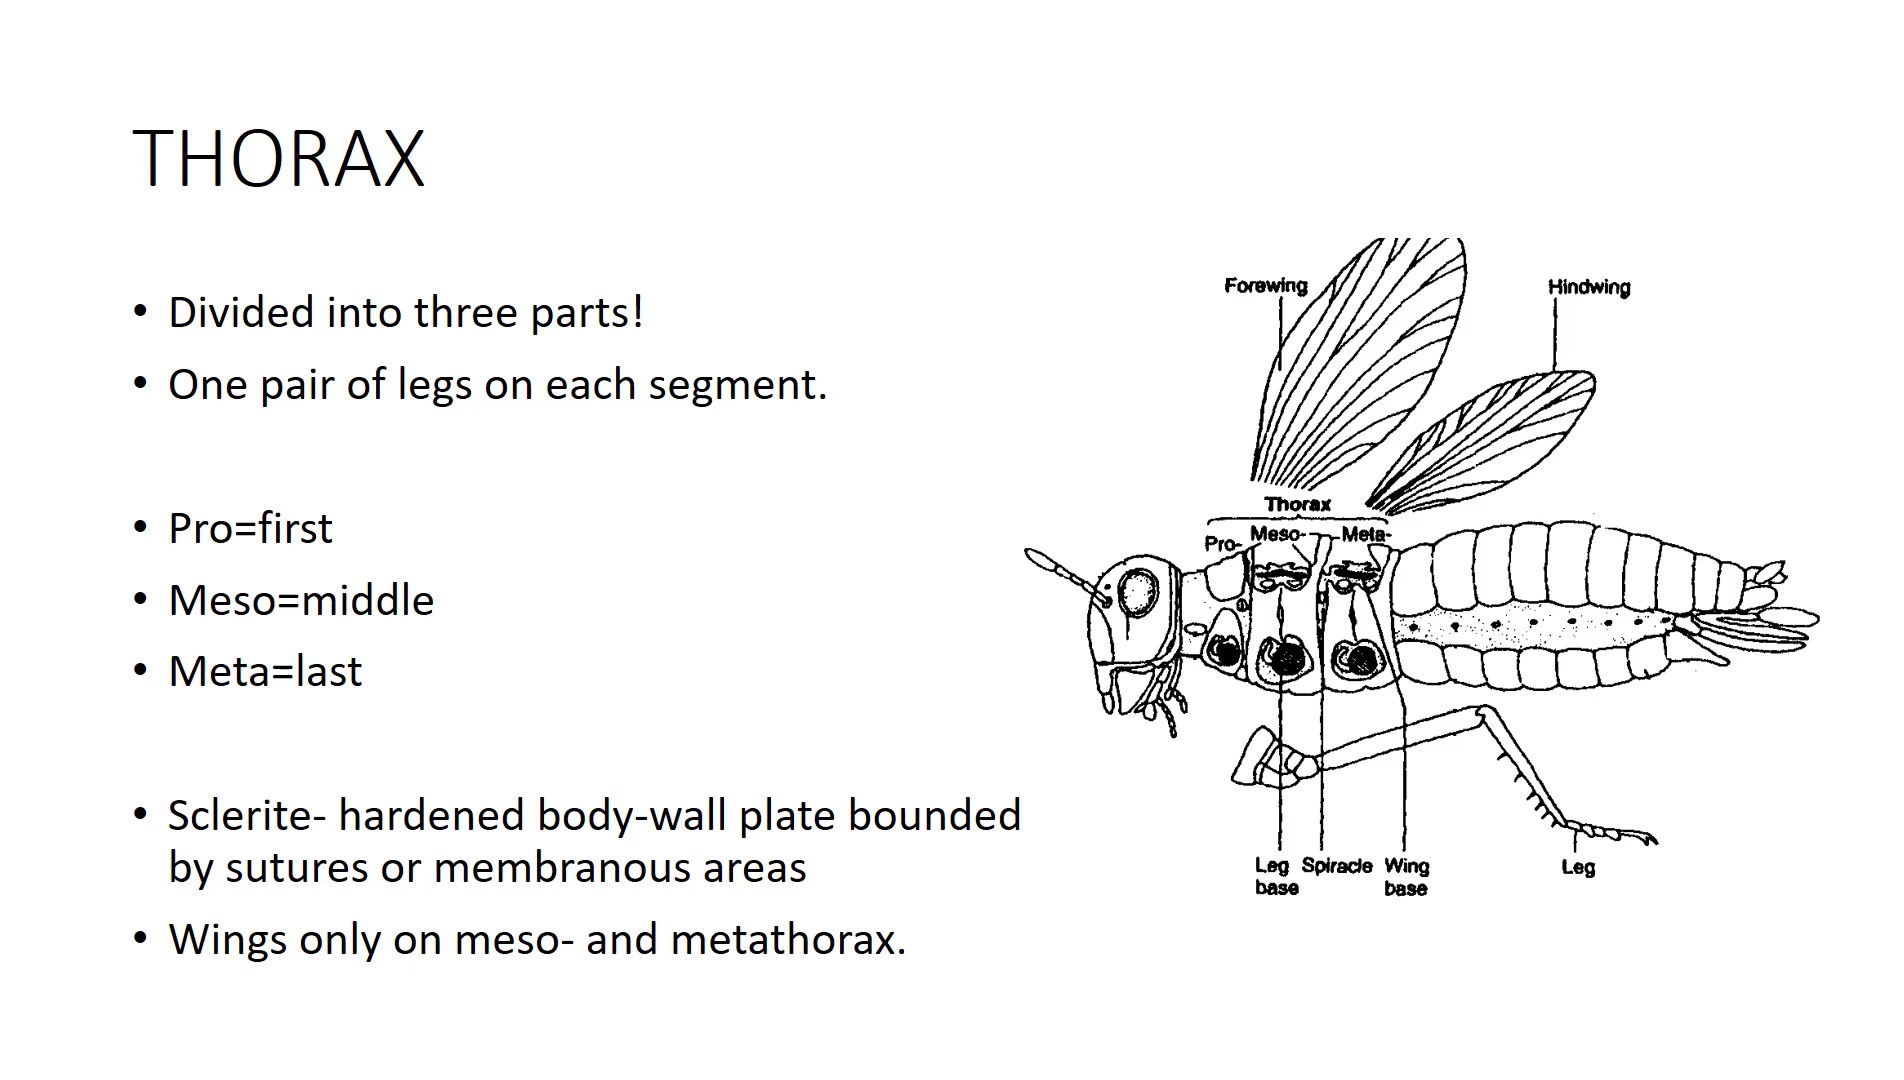 THORAX
• Divided into three parts!
• One pair of legs on each segment.
• Pro=first
• Meso=middle
• Meta=last
• Sclerite- hardened body-wall plate bounded
by sutures or membranous areas
• Wings only on meso- and metathorax.
Forewing
Hindwing
Thorax
Pro-
Meso-
Meta-
Leg
base
Spiracle
Wing
base
Leg